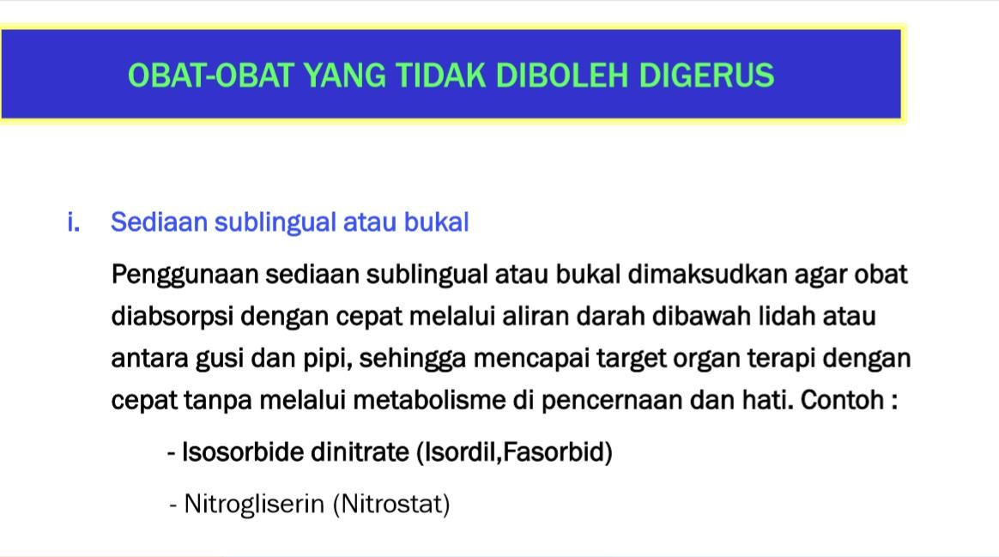 OBAT-OBAT YANG TIDAK DIBOLEH DIGERUS
i. Sediaan sublingual atau bukal
Penggunaan sediaan sublingual atau bukal dimaksudkan agar obat
diabsorpsi dengan cepat melalui aliran darah dibawah lidah atau
antara gusi dan pipi, sehingga mencapai target organ terapi dengan
cepat tanpa melalui metabolisme di pencernaan dan hati. Contoh :
- Isosorbide dinitrate (Isordil,Fasorbid)
- Nitrogliserin (Nitrostat)